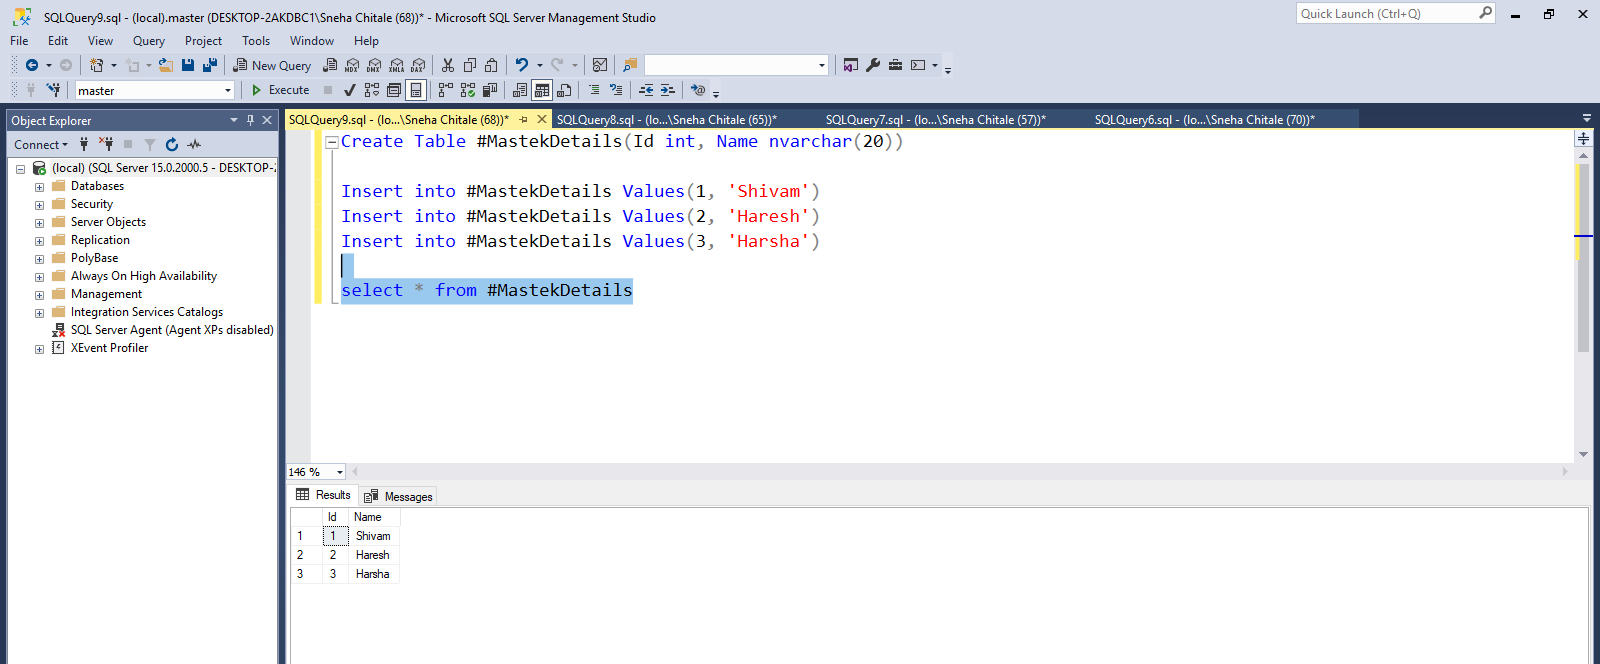 SQLQuery9.sql - (local).master (DESKTOP-2AKDBC1\Sneha Chitale (68))* - Microsoft SQL Server Management Studio
Quick Launch (Ctrl+Q)
File Edit View Query Project Tools Window Help
New Query MDX DMX XMLA DAX
master Execute
Object Explorer
SQLQuery9.sql - (lo...\Sneha Chitale (68))* SQLQuery8.sql - (lo...\Sneha Chitale (65))* SQLQuery7.sql - (lo...\Sneha Chitale (57))* SQLQuery6.sql - (lo...\Sneha Chitale (70))*
Connect
(local) (SQL Server 15.0.2000.5 - DESKTOP-2
Databases
Security
Server Objects
Replication
PolyBase
Always On High Availability
Management
Integration Services Catalogs
SQL Server Agent (Agent XPs disabled)
XEvent Profiler
Create Table #MastekDetails(Id int, Name nvarchar(20))
Insert into #MastekDetails Values(1, 'Shivam')
Insert into #MastekDetails Values(2, 'Haresh')
Insert into #MastekDetails Values(3, 'Harsha')
select * from #MastekDetails
146 %
Results Messages
Id Name
1 1 Shivam
2 2 Haresh
3 3 Harsha